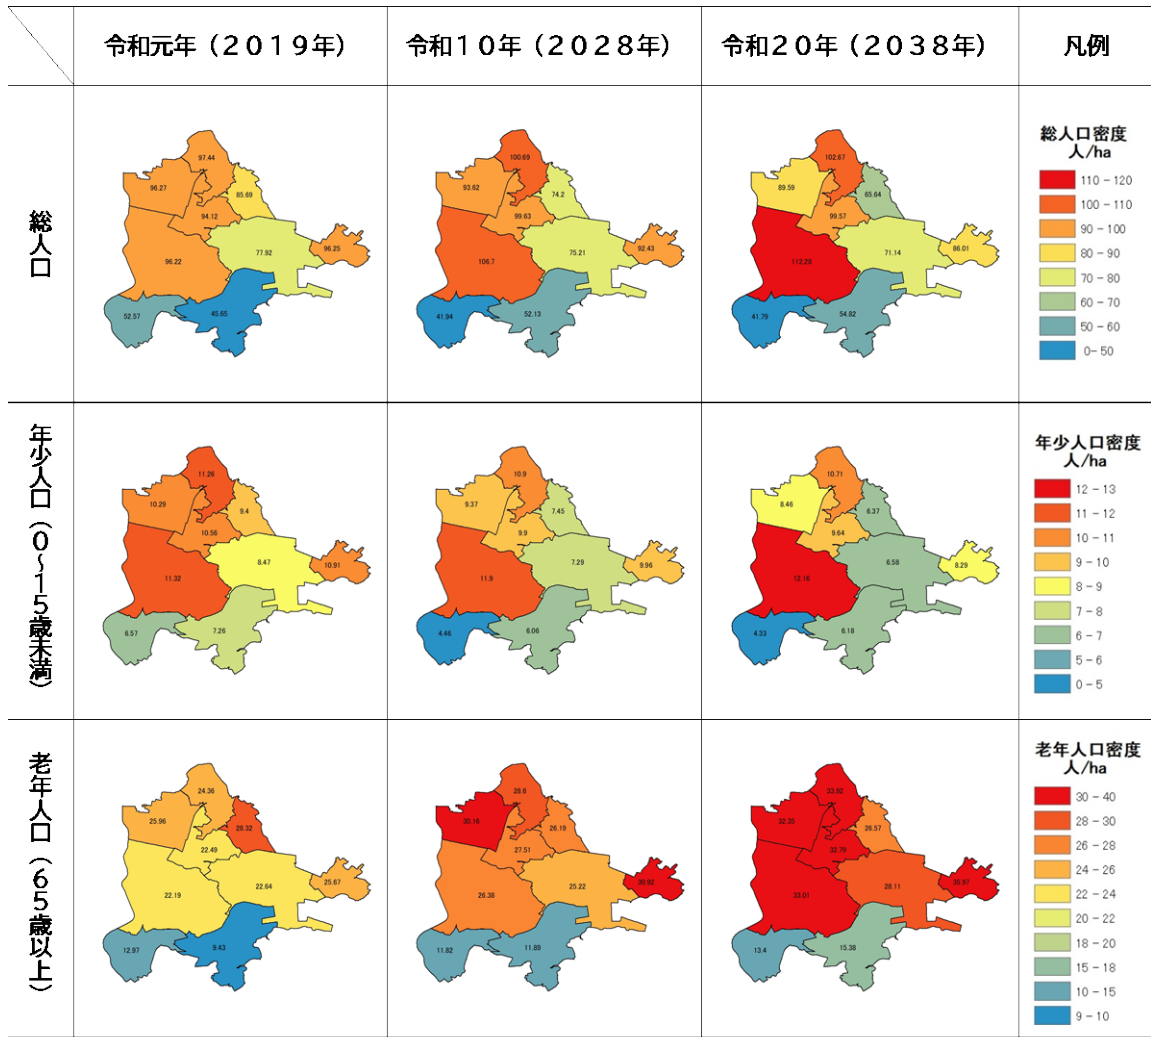 令和元年（２０１９年）
令和１０年（２０２８年）
令和２０年（２０３８年）
凡例
総人口
97.44
96.27
85.69
94.12
96.22
77.92
96.25
52.57
45.65
100.69
93.62
74.2
99.63
106.7
75.21
92.43
41.94
52.13
102.67
89.59
65.64
99.57
112.28
71.14
86.01
41.79
54.82
総人口密度
人/ha
110 – 120
100 – 110
90 – 100
80 – 90
70 – 80
60 – 70
50 – 60
0 – 50
年少人口（０～１５歳未満）
11.26
10.29
9.4
10.56
11.32
8.47
10.91
6.57
7.26
10.9
9.37
7.45
9.9
11.9
7.29
9.96
4.46
6.06
10.71
8.46
6.37
9.64
12.16
6.58
8.29
4.33
6.18
年少人口密度
人/ha
12 – 13
11 – 12
10 – 11
9 – 10
8 – 9
7 – 8
6 – 7
5 – 6
0 – 5
老年人口（６５歳以上）
24.36
25.96
22.49
22.19
22.64
25.67
12.97
9.43
28.6
30.16
26.19
27.51
26.38
25.22
11.82
11.89
33.92
32.35
26.57
32.79
33.01
28.11
13.4
15.38
老年人口密度
人/ha
30 – 40
28 – 30
26 – 28
24 – 26
22 – 24
20 – 22
18 – 20
15 – 18
10 – 15
9 – 10